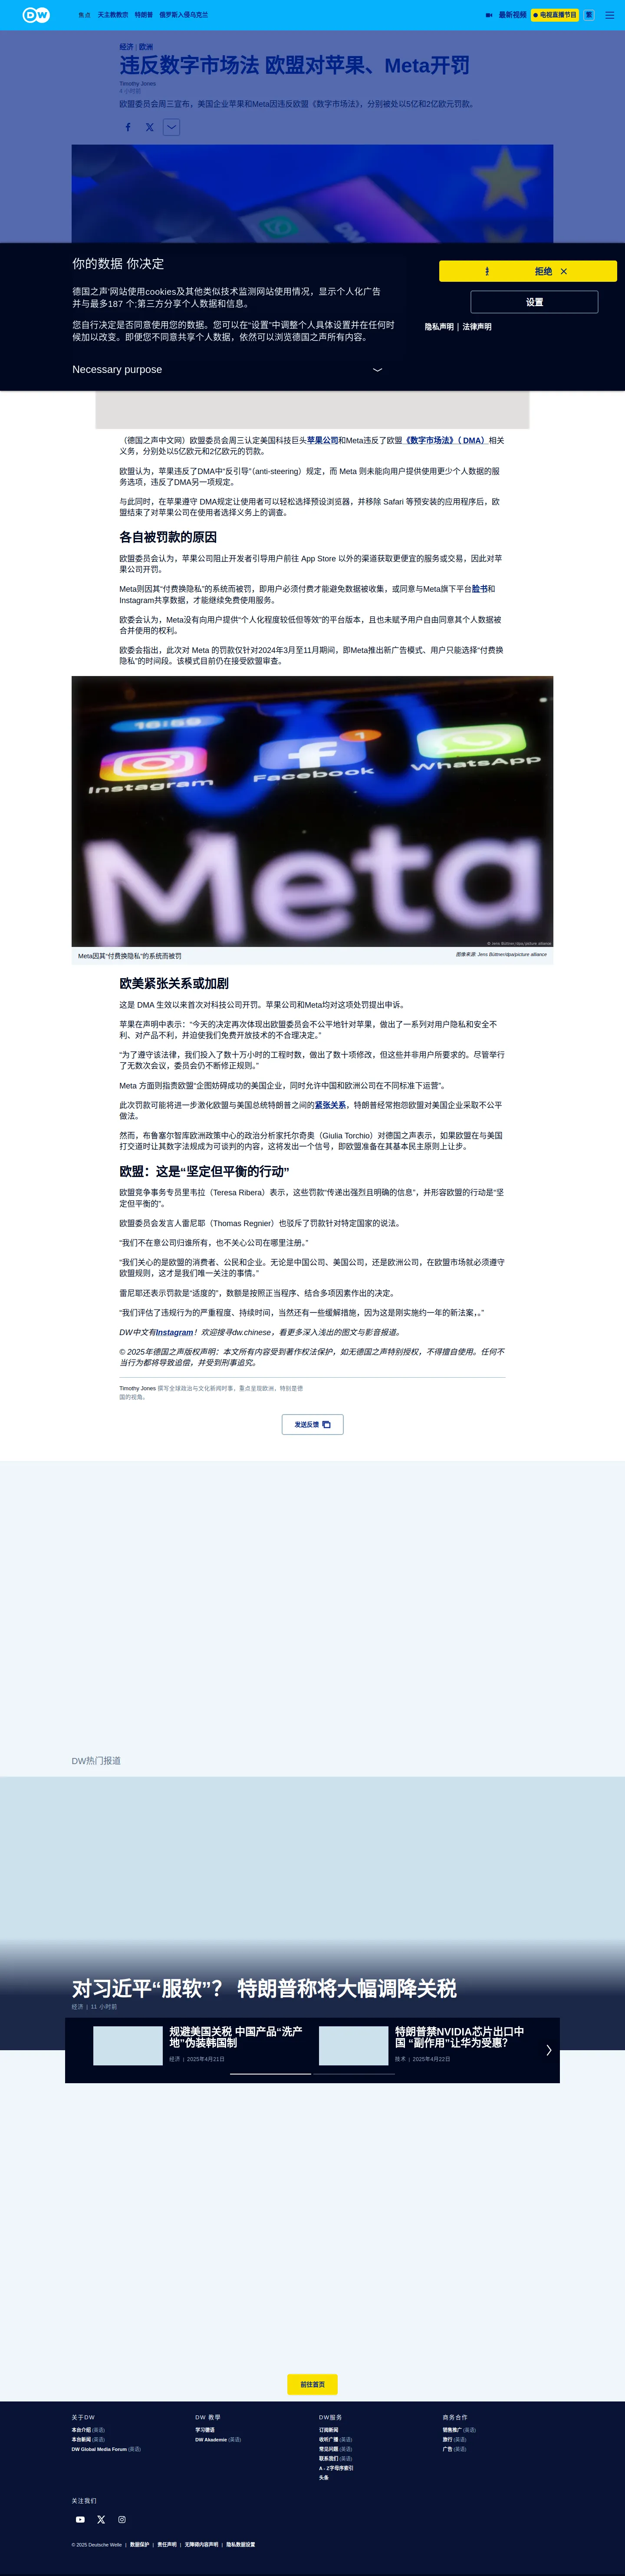 DW
焦点 天主教教宗 特朗普 俄罗斯入侵乌克兰
最新视频 电视直播节目 繁
经济 | 欧洲
违反数字市场法 欧盟对苹果、Meta开罚
Timothy Jones
4 小时前
欧盟委员会周三宣布，美国企业苹果和Meta因违反欧盟《数字市场法》，分别被处以5亿和2亿欧元罚款。
你的数据 你决定
德国之声'网站使用cookies及其他类似技术监测网站使用情况，显示个人化广告
并与最多187 个;第三方分享个人数据和信息。
您自行决定是否同意使用您的数据。您可以在"设置"中调整个人具体设置并在任何时
候加以改变。即便您不同意共享个人数据，依然可以浏览德国之声所有内容。
Necessary purpose
拒绝
设置
隐私声明 | 法律声明
（德国之声中文网）欧盟委员会周三认定美国科技巨头苹果公司和Meta违反了欧盟《数字市场法》（ DMA）相关
义务，分别处以5亿欧元和2亿欧元的罚款。
欧盟认为，苹果违反了DMA中“反引导”（anti-steering）规定，而 Meta 则未能向用户提供使用更少个人数据的服
务选项，违反了DMA另一项规定。
与此同时，在苹果遵守 DMA规定让使用者可以轻松选择预设浏览器，并移除 Safari 等预安装的应用程序后，欧
盟结束了对苹果公司在使用者选择义务上的调查。
各自被罚款的原因
欧盟委员会认为，苹果公司阻止开发者引导用户前往 App Store 以外的渠道获取更便宜的服务或交易，因此对苹
果公司开罚。
Meta则因其“付费换隐私”的系统而被罚，即用户必须付费才能避免数据被收集，或同意与Meta旗下平台脸书和
Instagram共享数据，才能继续免费使用服务。
欧委会认为，Meta没有向用户提供“个人化程度较低但等效”的平台版本，且也未赋予用户自由同意其个人数据被
合并使用的权利。
欧委会指出，此次对 Meta 的罚款仅针对2024年3月至11月期间，即Meta推出新广告模式、用户只能选择“付费换
隐私”的时间段。该模式目前仍在接受欧盟审查。
Instagram
Facebook
WhatsApp
Meta
© Jens Büttner/dpa/picture alliance
Meta因其“付费换隐私”的系统而被罚
图像来源: Jens Büttner/dpa/picture alliance
欧美紧张关系或加剧
这是 DMA 生效以来首次对科技公司开罚。苹果公司和Meta均对这项处罚提出申诉。
苹果在声明中表示：“今天的决定再次体现出欧盟委员会不公平地针对苹果，做出了一系列对用户隐私和安全不
利、对产品不利，并迫使我们免费开放技术的不合理决定。”
“为了遵守该法律，我们投入了数十万小时的工程时数，做出了数十项修改，但这些并非用户所要求的。尽管举行
了无数次会议，委员会仍不断修正规则。”
Meta 方面则指责欧盟“企图妨碍成功的美国企业，同时允许中国和欧洲公司在不同标准下运营”。
此次罚款可能将进一步激化欧盟与美国总统特朗普之间的紧张关系，特朗普经常抱怨欧盟对美国企业采取不公平
做法。
然而，布鲁塞尔智库欧洲政策中心的政治分析家托尔奇奥（Giulia Torchio）对德国之声表示，如果欧盟在与美国
打交道时让其数字法规成为可谈判的内容，这将发出一个信号，即欧盟准备在其基本民主原则上让步。
欧盟：这是“坚定但平衡的行动”
欧盟竞争事务专员里韦拉（Teresa Ribera）表示，这些罚款“传递出强烈且明确的信息”，并形容欧盟的行动是“坚
定但平衡的”。
欧盟委员会发言人雷尼耶（Thomas Regnier）也驳斥了罚款针对特定国家的说法。
“我们不在意公司归谁所有，也不关心公司在哪里注册。”
“我们关心的是欧盟的消费者、公民和企业。无论是中国公司、美国公司，还是欧洲公司，在欧盟市场就必须遵守
欧盟规则，这才是我们唯一关注的事情。”
雷尼耶还表示罚款是“适度的”，数额是按照正当程序、结合多项因素作出的决定。
“我们评估了违规行为的严重程度、持续时间，当然还有一些缓解措施，因为这是刚实施约一年的新法案，。”
DW中文有Instagram！欢迎搜寻dw.chinese，看更多深入浅出的图文与影音报道。
© 2025年德国之声版权声明：本文所有内容受到著作权法保护，如无德国之声特别授权，不得擅自使用。任何不
当行为都将导致追偿，并受到刑事追究。
Timothy Jones 撰写全球政治与文化新闻时事，重点呈现欧洲，特别是德
国的视角。
发送反馈
DW热门报道
对习近平“服软”？ 特朗普称将大幅调降关税
经济 | 11 小时前
规避美国关税 中国产品“洗产
地”伪装韩国制
经济 | 2025年4月21日
特朗普禁NVIDIA芯片出口中
国 “副作用”让华为受惠？
技术 | 2025年4月22日
前往首页
关于DW
本台介绍 (英语)
本台新闻 (英语)
DW Global Media Forum (英语)
DW 教学
学习德语
DW Akademie (英语)
DW服务
订阅新闻
收听广播 (英语)
常见问题 (英语)
联系我们 (英语)
A - Z字母序索引
头条
商务合作
销售推广 (英语)
旅行 (英语)
广告 (英语)
关注我们
© 2025 Deutsche Welle | 数据保护 | 责任声明 | 无障碍内容声明 | 隐私数据设置